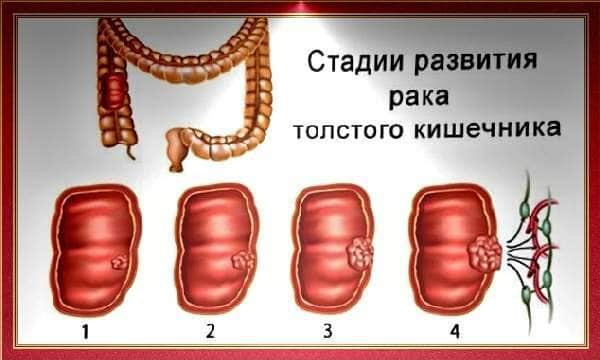 Стадии развития
рака
толстого кишечника
1 2 3 4